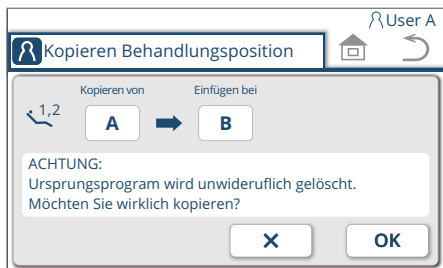 User A
Kopieren Behandlungsposition
Kopieren von
Einfügen bei
1,2
A
B
ACHTUNG:
Ursprungsprogram wird unwideruflich gelöscht.
Möchten Sie wirklich kopieren?
OK